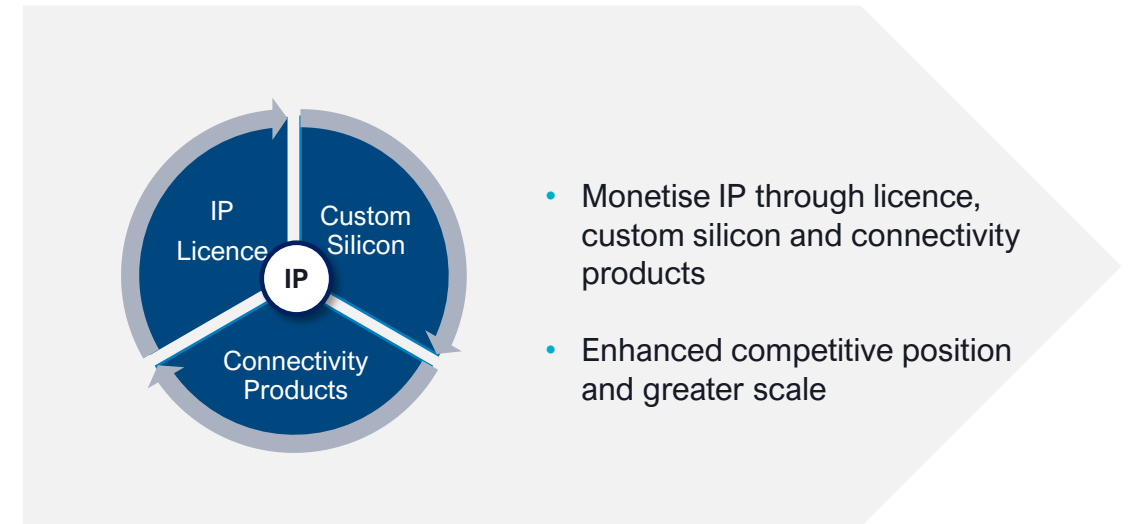 IP
Licence
Custom
Silicon
IP
Connectivity
Products
• Monetise IP through licence,
custom silicon and connectivity
products
• Enhanced competitive position
and greater scale